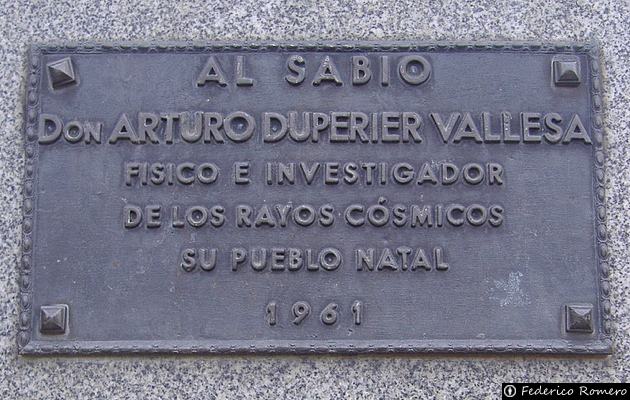 AL SABIO
DON ARTURO DUPERIER VALLESA
FISICO E INVESTIGADOR
DE LOS RAYOS CÓSMICOS
SU PUEBLO NATAL
1961
Federico Romero